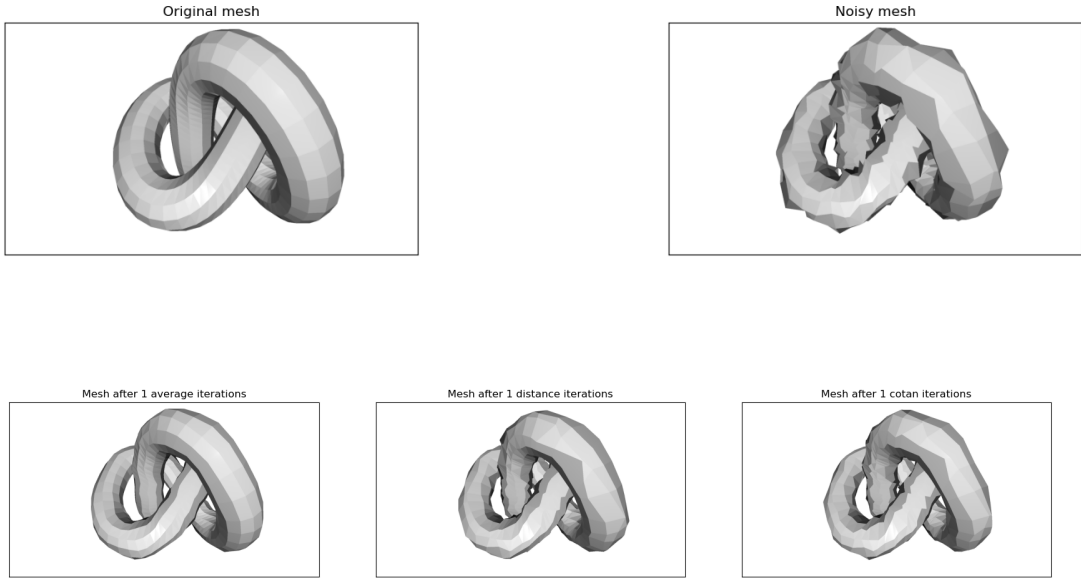 Original mesh
Noisy mesh
Mesh after 1 average iterations
Mesh after 1 distance iterations
Mesh after 1 cotan iterations